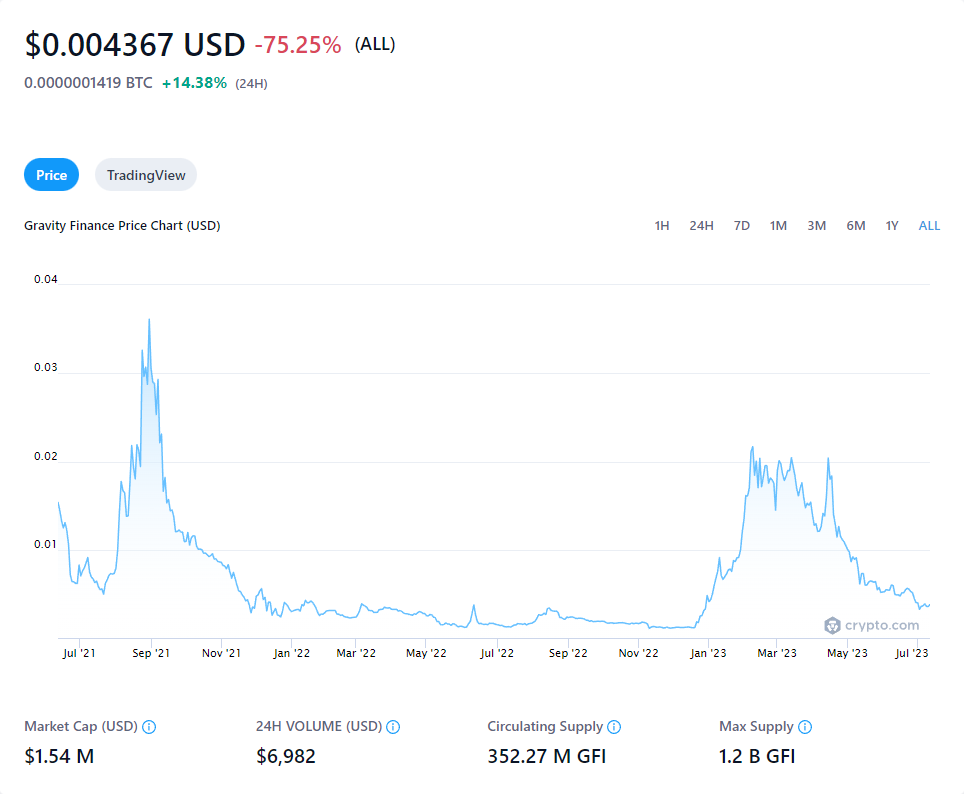 $0.004367 USD -75.25% (ALL)
0.0000001419 BTC +14.38% (24H)
Price TradingView
Gravity Finance Price Chart (USD) 1H 24H 7D 1M 3M 6M 1Y ALL
0.04
0.03
0.02
0.01
crypto.com
Jul '21 Sep '21 Nov '21 Jan '22 Mar '22 May '22 Jul '22 Sep '22 Nov '22 Jan '23 Mar '23 May '23 Jul '23
Market Cap (USD) 24H VOLUME (USD) Circulating Supply Max Supply
$1.54 M $6,982 352.27 M GFI 1.2 B GFI